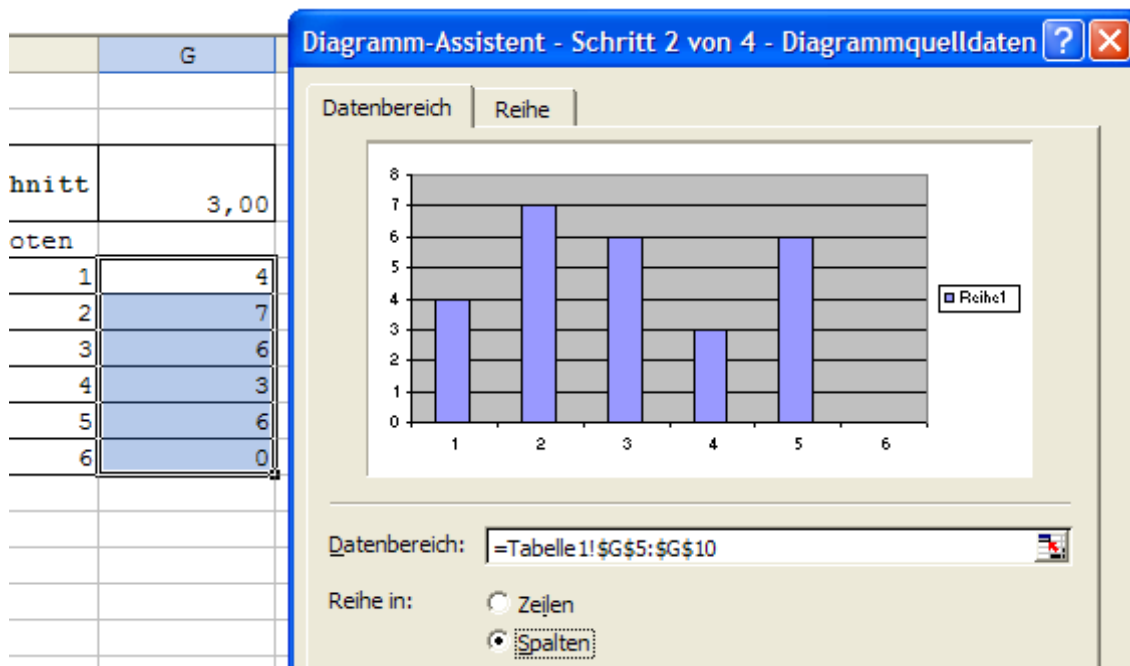 Diagramm-Assistent - Schritt 2 von 4 - Diagrammquelldaten
G
Datenbereich
Reihe
hnitt
3,00
oten
1 4
2 7
3 6
4 3
5 6
6 0
8
7
6
5
4
3
2
1
0
1 2 3 4 5 6
Reihe1
Datenbereich:
=Tabelle1!$G$5:$G$10
Reihe in:
Zeilen
Spalten